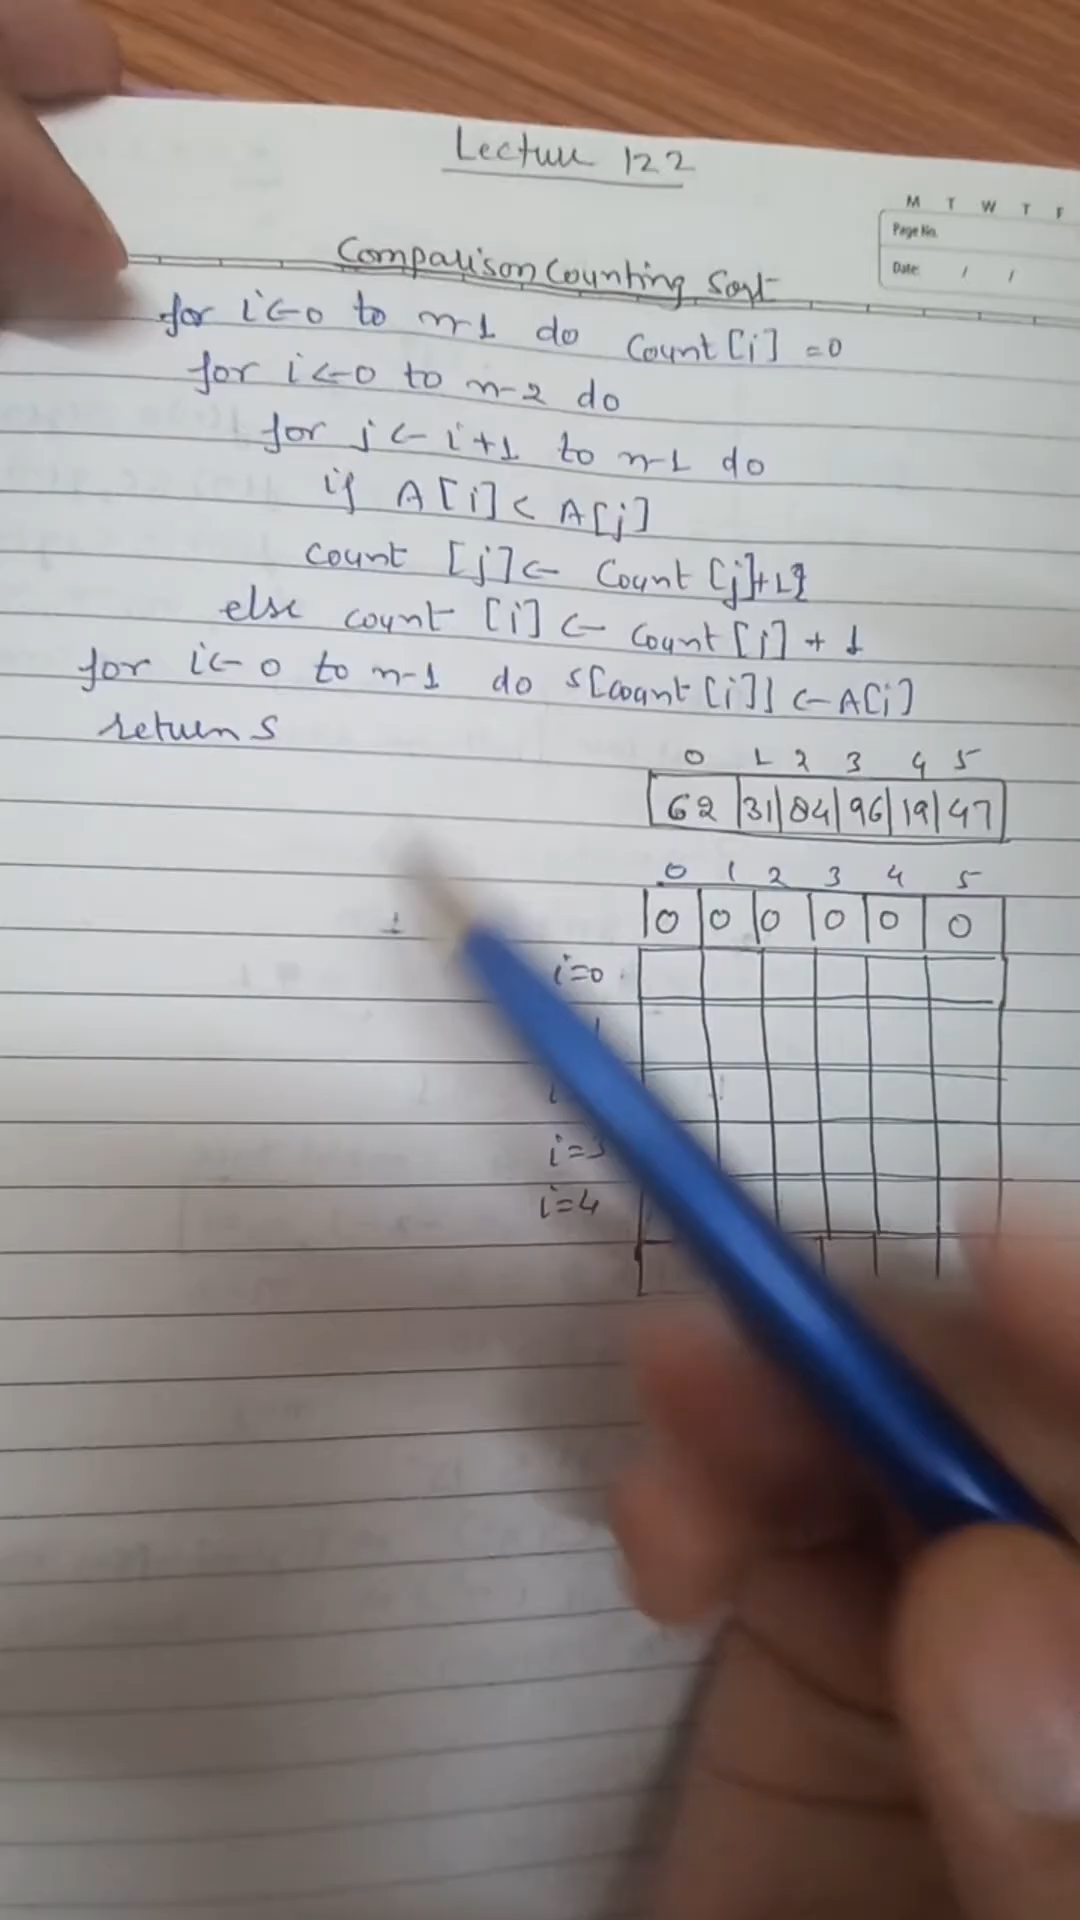 Lecture 122
M T W T F
Page No.
Date: / /
Comparison Counting Sort
for i<-0 to n-1 do Count[i] =0
for i<-0 to n-2 do
for j<-i+1 to n-1 do
if A[i]< A[j]
count [j]<- Count[j]+1}
else count [i] <- count[i] + 1
for i<-0 to n-1 do S[count[i]] <-A[i]
return S
0 1 2 3 4 5
62 31 84 96 19 47
0 1 2 3 4 5
0 0 0 0 0 0
i=0
i=3
i=4